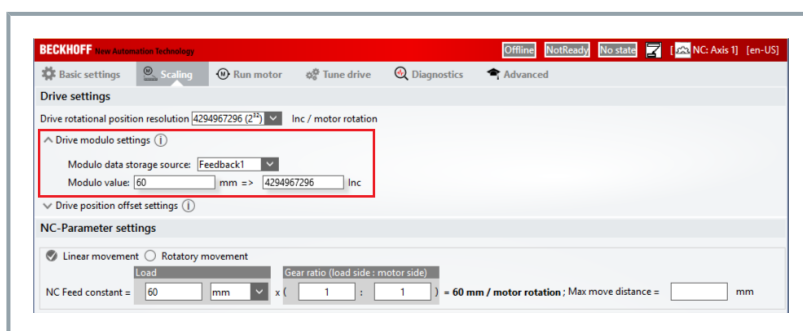 BECKHOFF New Automation Technology Offline NotReady No state [ NC: Axis 1] [en-US]
Basic settings Scaling Run motor Tune drive Diagnostics Advanced
Drive settings
Drive rotational position resolution 4294967296 (2³²) Inc / motor rotation
Drive modulo settings i
Modulo data storage source: Feedback1
Modulo value: 60 mm => 4294967296 Inc
Drive position offset settings i
NC-Parameter settings
Linear movement Rotatory movement
Load Gear ratio (load side : motor side)
NC Feed constant = 60 mm x ( 1 : 1 ) = 60 mm / motor rotation ; Max move distance = mm